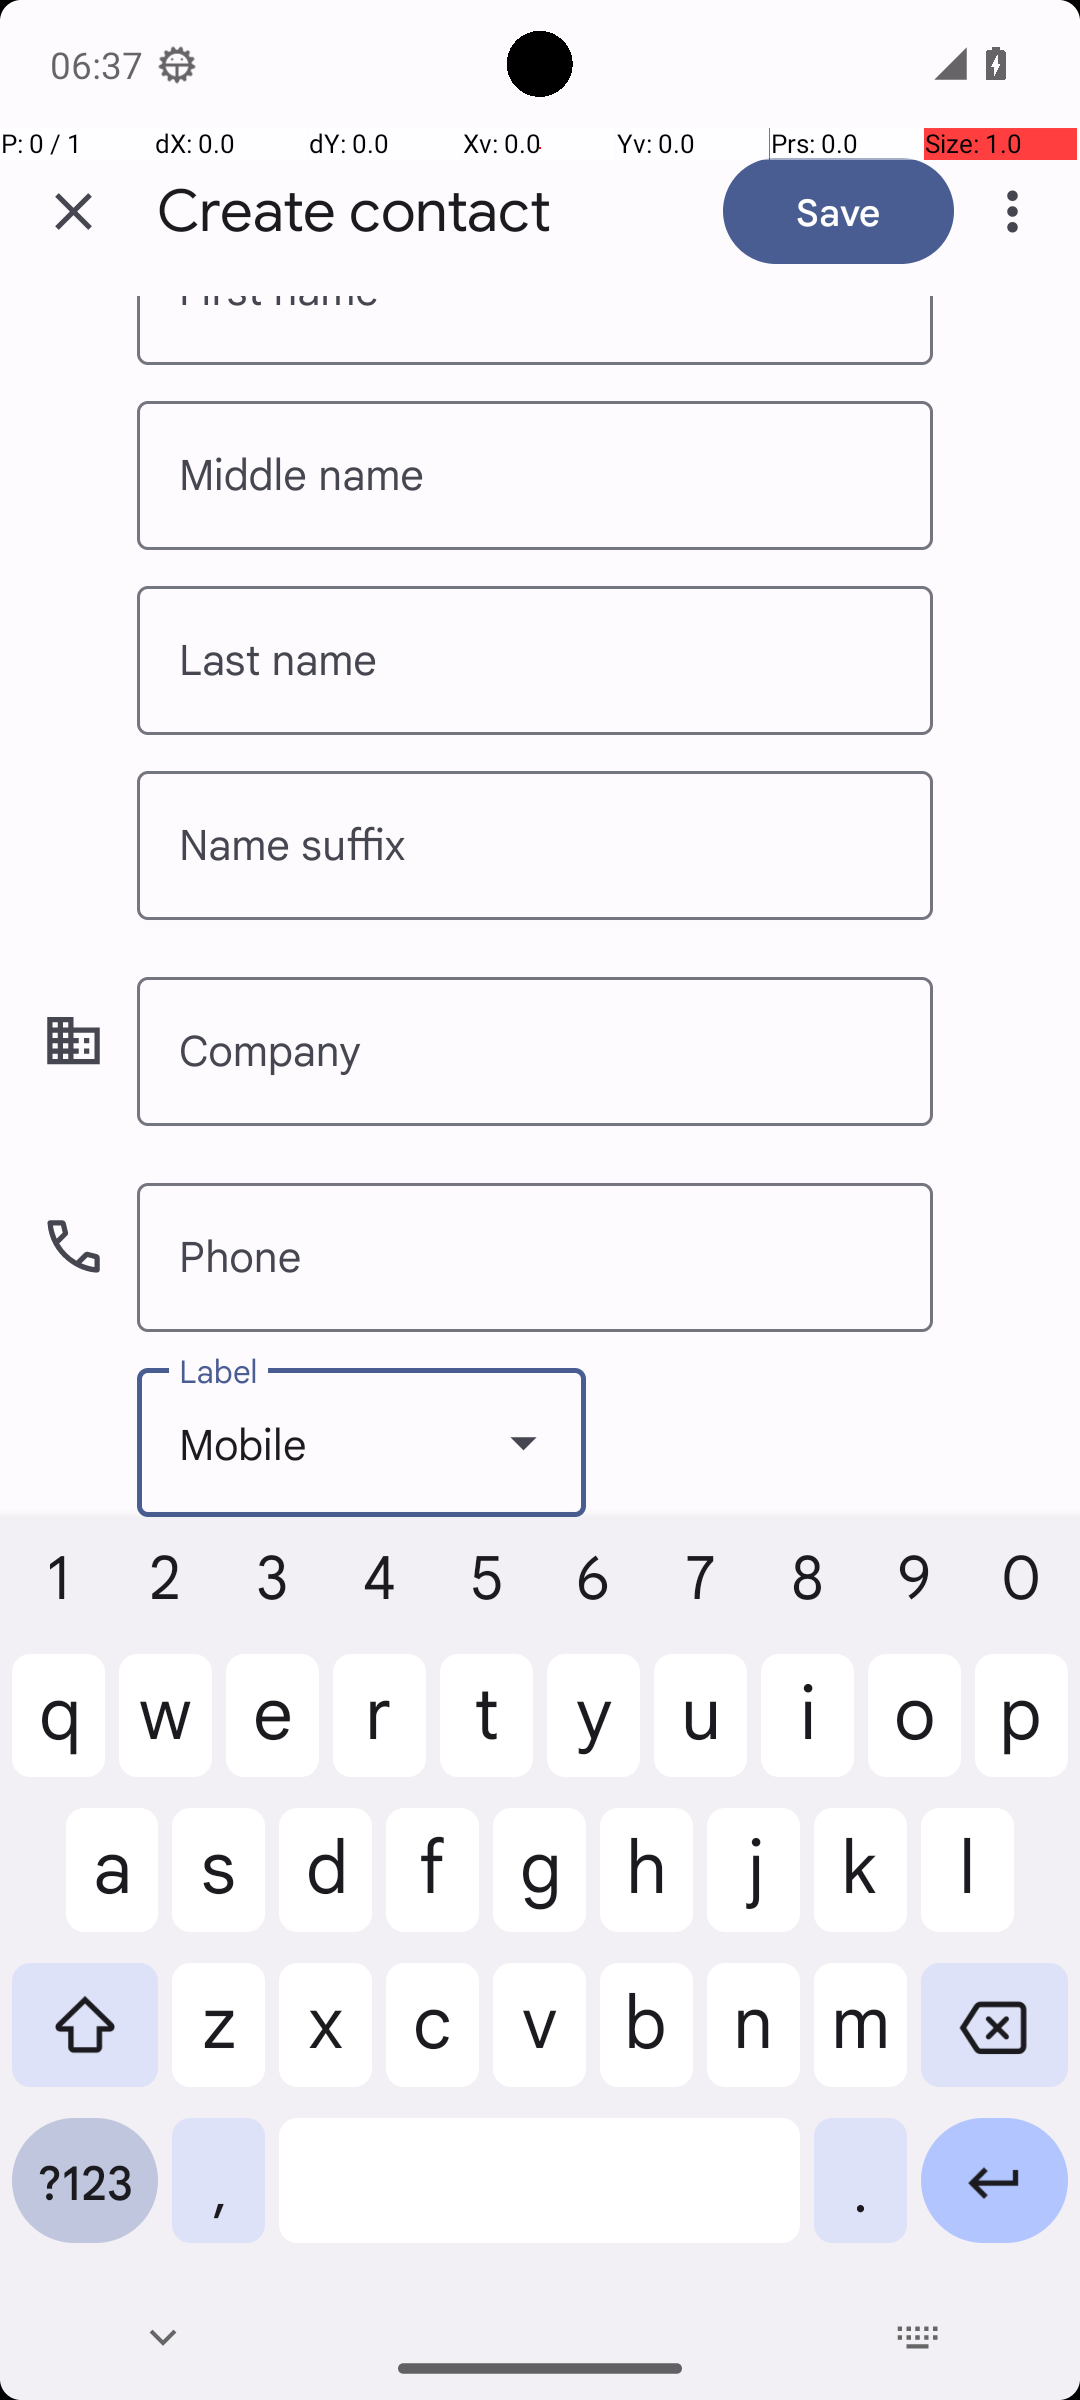 06:37
P: 0 / 1 dX: 0.0 dY: 0.0 Xv: 0.0 Yv: 0.0 Prs: 0.0 Size: 1.0
Create contact Save
First name
Middle name
Last name
Name suffix
Company
Phone
Label
Mobile
1 2 3 4 5 6 7 8 9 0
q w e r t y u i o p
a s d f g h j k l
z x c v b n m
?123 , .